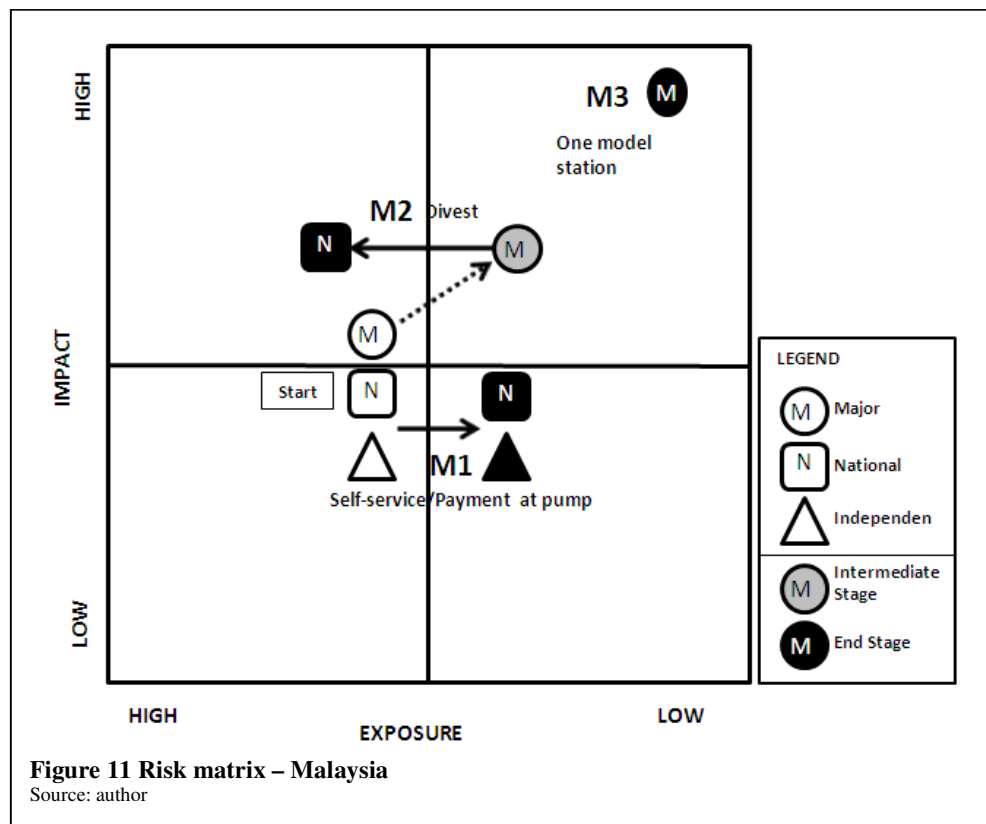 HIGH
M3
M
One model
station
M2 Divest
N
M
M
IMPACT
Start
N
N
M1
Self-service/Payment at pump
LOW
HIGH
EXPOSURE
LOW
LEGEND
M Major
N National
Independen
M Intermediate
Stage
M End Stage
Figure 11 Risk matrix – Malaysia
Source: author